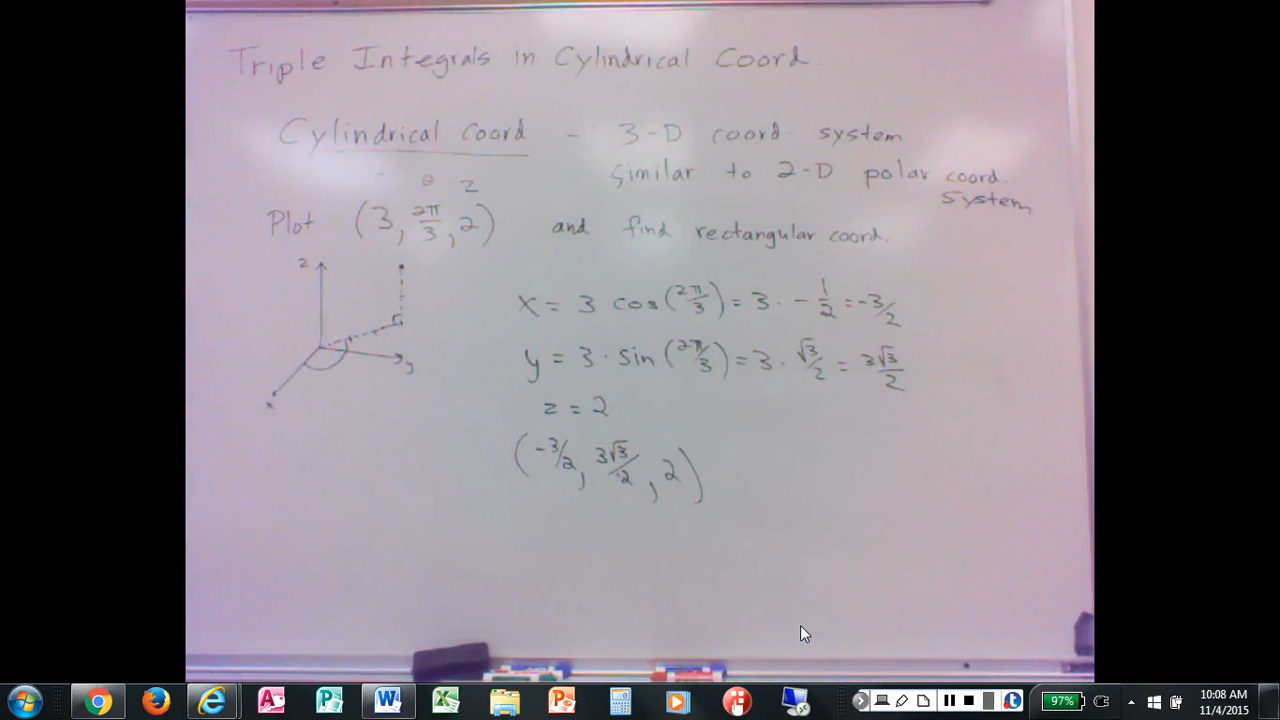 Triple Integrals in Cylindrical Coord
Cylindrical Coord - 3-D coord system
similar to 2-D polar coord.
system
θ z
Plot (3, 2π/3, 2) and find rectangular coord.
z
y
x
x = 3 cos(2π/3) = 3 · -1/2 = -3/2
y = 3 · sin(2π/3) = 3 · √3/2 = 3√3/2
z = 2
(-3/2, 3√3/2, 2)
97%
10:08 AM
11/4/2015